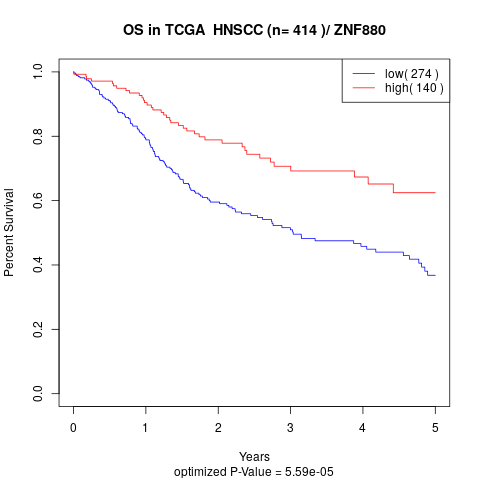 OS in TCGA  HNSCC (n= 414 )/ ZNF880
low( 274 )
high( 140 )
Percent Survival
1.0
0.8
0.6
0.4
0.2
0.0
0 1 2 3 4 5
Years
optimized P-Value = 5.59e-05